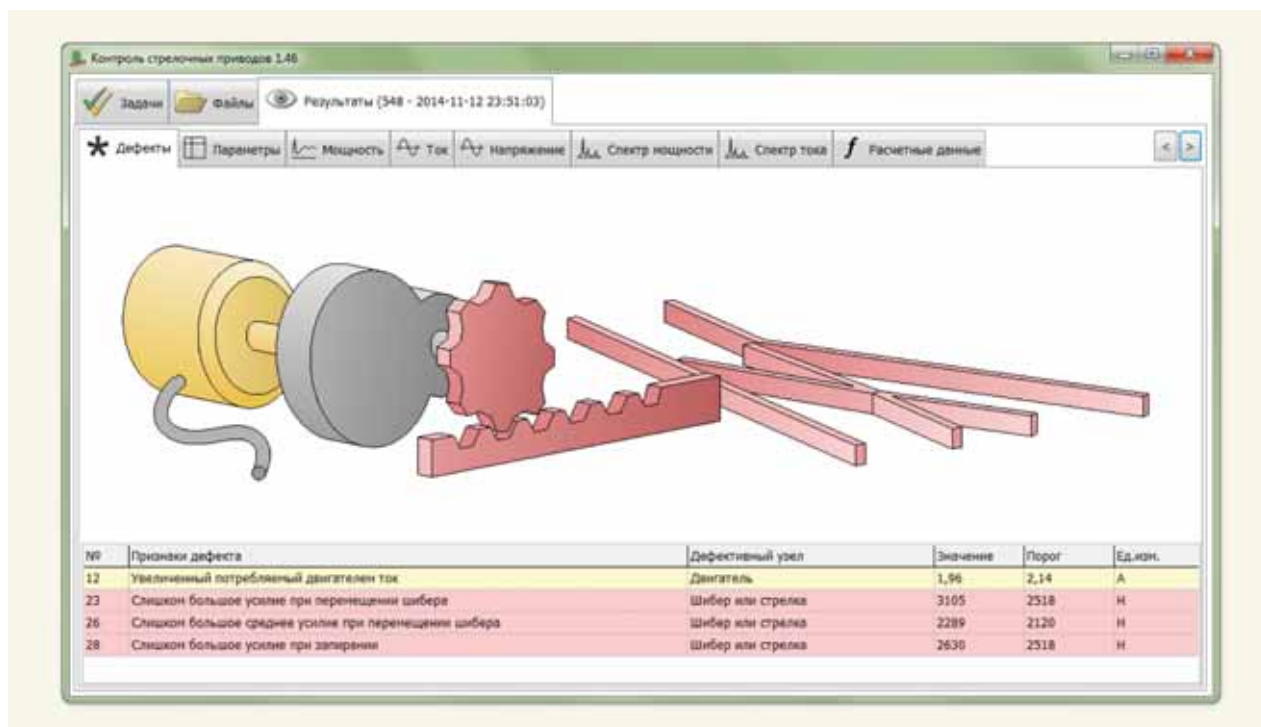 Контроль стрелочных приводов 1.46
Задачи Файлы Результаты (548 - 2014-11-12 23:51:03)
Дефекты Параметры Мощность Ток Напряжение Спектр мощности Спектр тока f Расчетные данные < >
№ Признаки дефекта Дефективный узел Значение Порог Ед.изм.
12 Увеличенный потребляемый двигателем ток Двигатель 1,96 2,14 А
23 Слишком большое усилие при перемещении шибера Шибер или стрелка 3105 2518 Н
26 Слишком большое среднее усилие при перемещении шибера Шибер или стрелка 2289 2120 Н
28 Слишком большое усилие при запирании Шибер или стрелка 2630 2518 Н